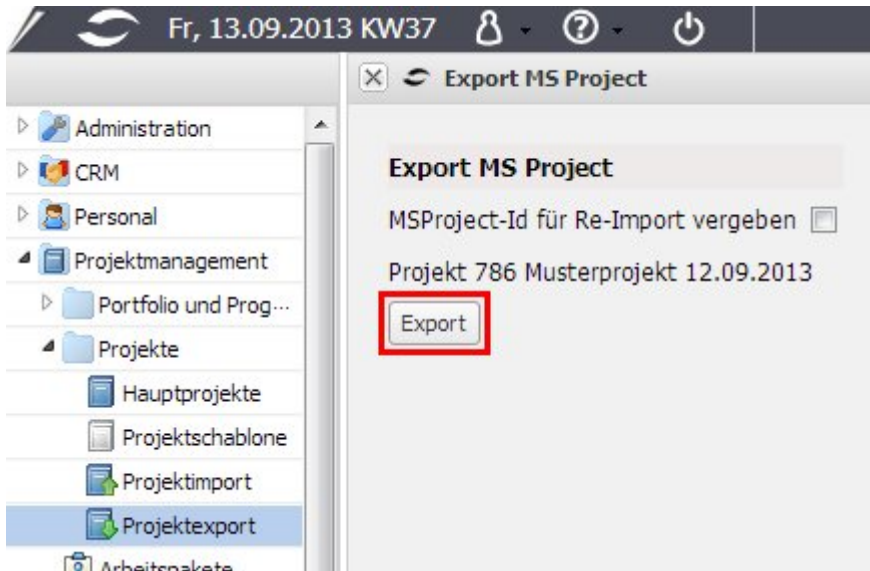 Fr, 13.09.2013 KW37
Export MS Project
Administration
CRM
Personal
Projektmanagement
Portfolio und Prog...
Projekte
Hauptprojekte
Projektschablone
Projektimport
Projektexport
Arbeitspakete
Export MS Project
MSProject-Id für Re-Import vergeben
Projekt 786 Musterprojekt 12.09.2013
Export